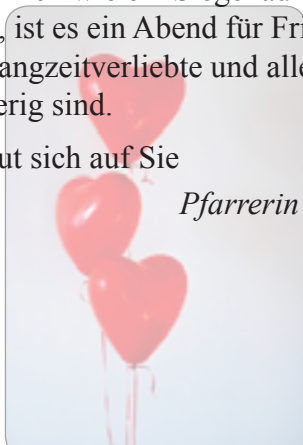 , ist es ein Abend für Fri
angzeitverliebte und alle
erig sind.
ut sich auf Sie
Pfarrerin